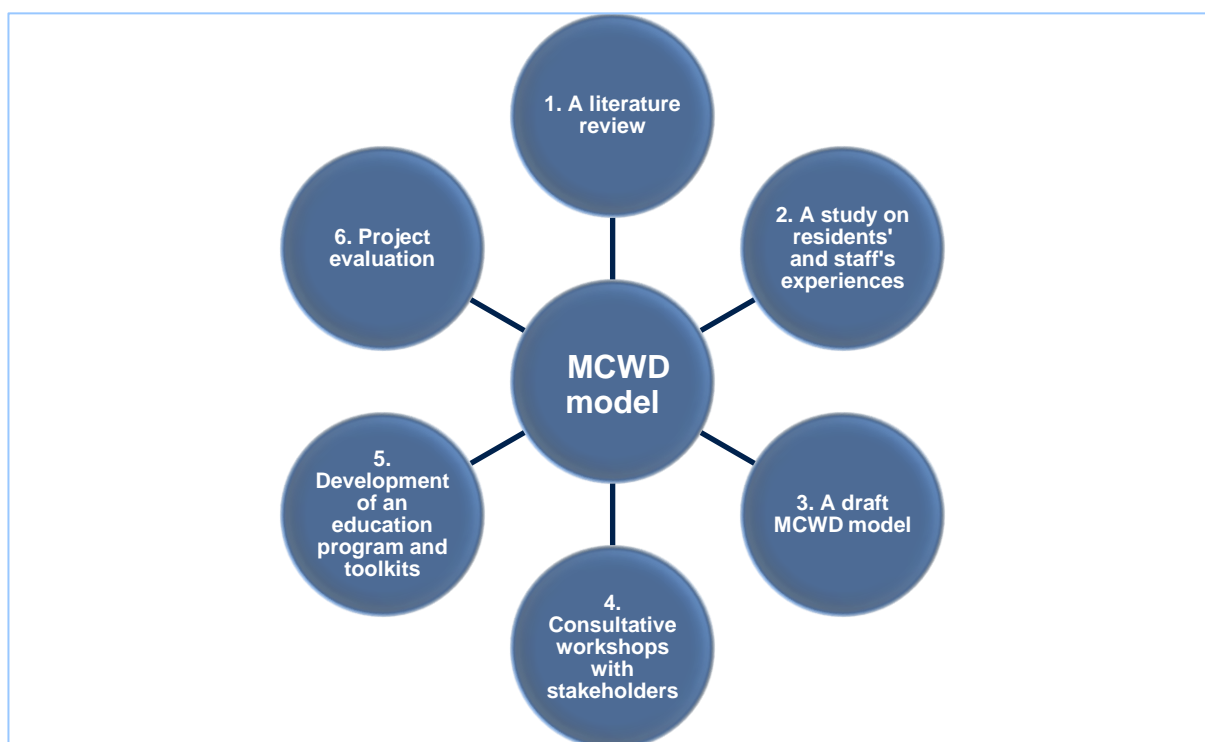 1. A literature
review
2. A study on
residents'
and staff's
experiences
6. Project
evaluation
MCWD
model
3. A draft
MCWD model
5.
Development
of an
education
program and
toolkits
4.
Consultative
workshops
with
stakeholders